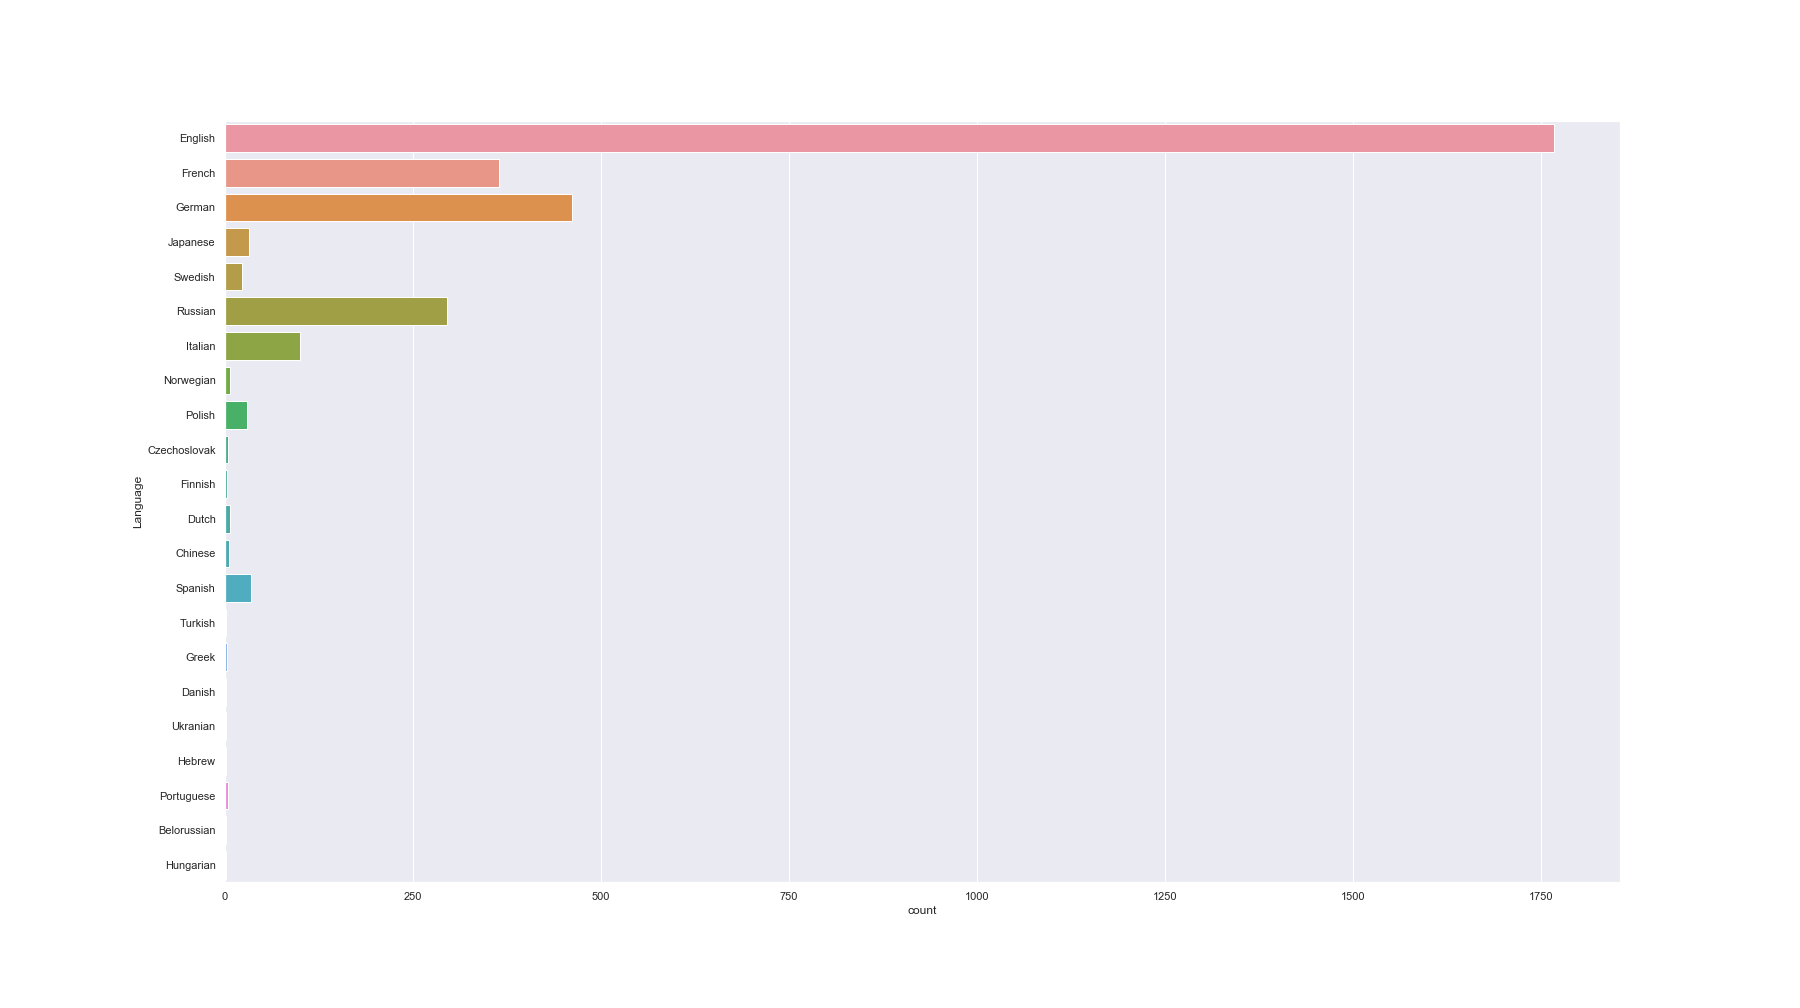 English
French
German
Japanese
Swedish
Russian
Italian
Norwegian
Polish
Czechoslovak
Finnish
Dutch
Chinese
Spanish
Turkish
Greek
Danish
Ukranian
Hebrew
Portuguese
Belorussian
Hungarian
Language
0 250 500 750 1000 1250 1500 1750
count